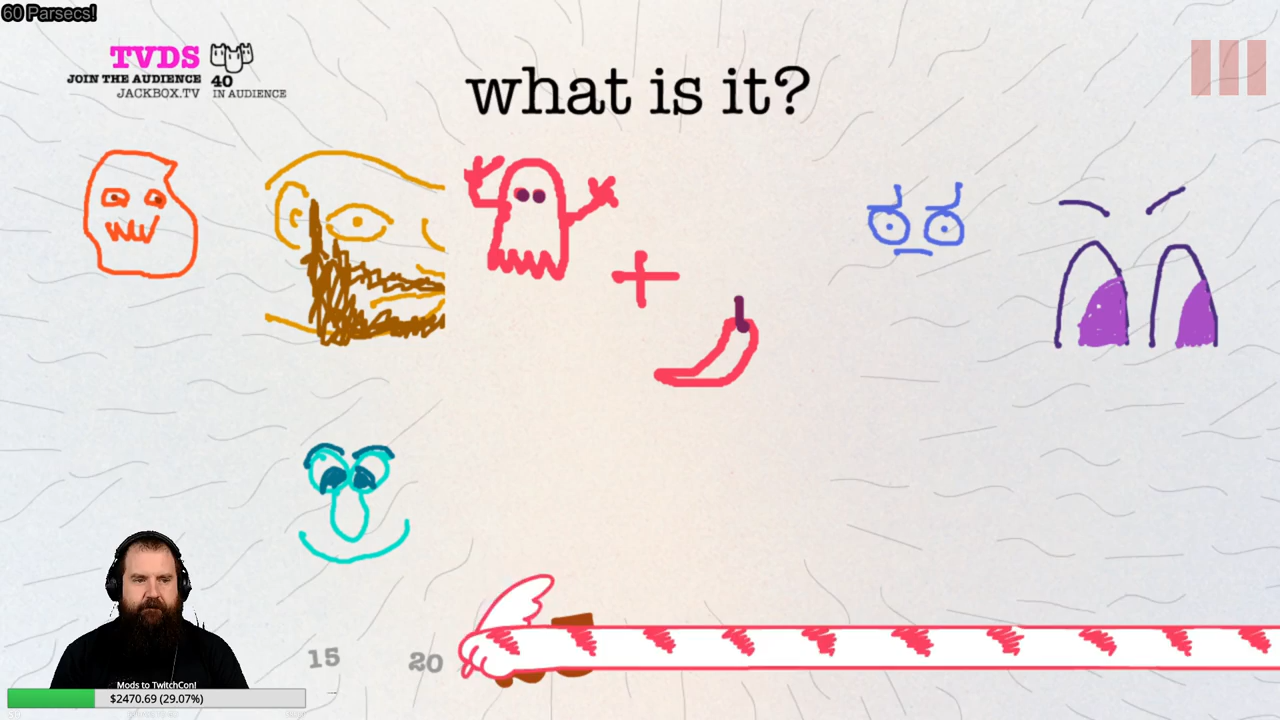 60 Parsecs!
TVDS
JOIN THE AUDIENCE
JACKBOX.TV
40
IN AUDIENCE
what is it?
15
20
Mods to TwitchCon!
$2470.69 (29.07%)